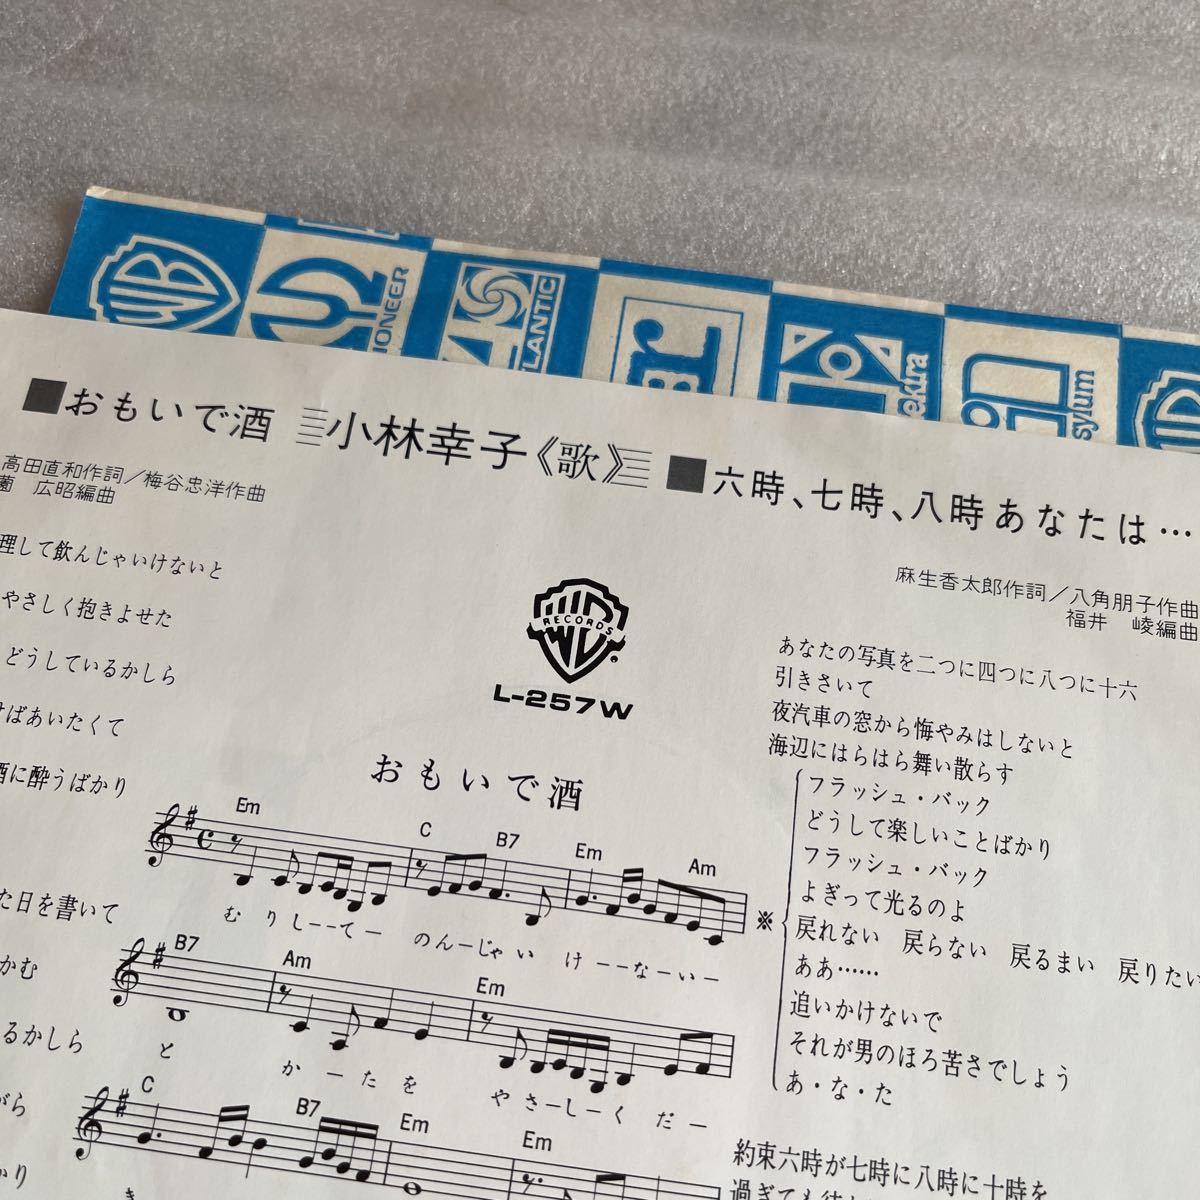 PIONEER
ATLANTIC
■おもいで酒 小林幸子《歌》 ■六時、七時、八時あなたは…
高田直和作詞／梅谷忠洋作曲
広昭編曲
理して飲んじゃいけないと
やさしく抱きよせた
どうしているかしら
けばあいたくて
酒に酔うばかり
た日を書いて
かむ
るかしら
がら
かり
RECORDS
L-257W
おもいで酒
Em C B7 Em Am
むりしーーてー のんーじゃい けーーなーいー
B7 Am Em
と かーたを やさーしーくだー
C B7 Em Em
麻生香太郎作詞／八角朋子作曲
福井 崚編曲
あなたの写真を二つに四つに八つに十六
引きさいて
夜汽車の窓から悔やみはしないと
海辺にはらはら舞い散らす
フラッシュ・バック
どうして楽しいことばかり
フラッシュ・バック
よぎって光るのよ
※
戻れない 戻らない 戻るまい 戻りたい
ああ……
追いかけないで
それが男のほろ苦さでしょう
あ・な・た
約束六時が七時に八時に十時を